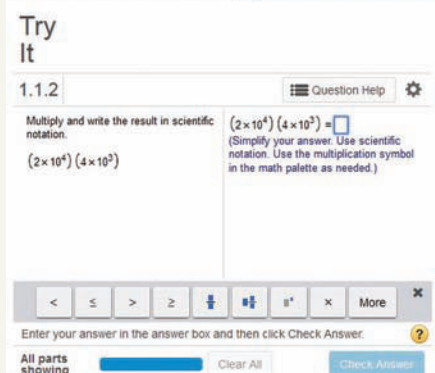 Try
It
1.1.2
Question Help
Multiply and write the result in scientific
notation.
(2×10⁴)(4×10³)
(2×10⁴)(4×10³) =
(Simplify your answer. Use scientific
notation. Use the multiplication symbol
in the math palette as needed.)
< ≤ > ≥ × More ×
Enter your answer in the answer box and then click Check Answer. ?
All parts
showing
Clear All
Check Answer